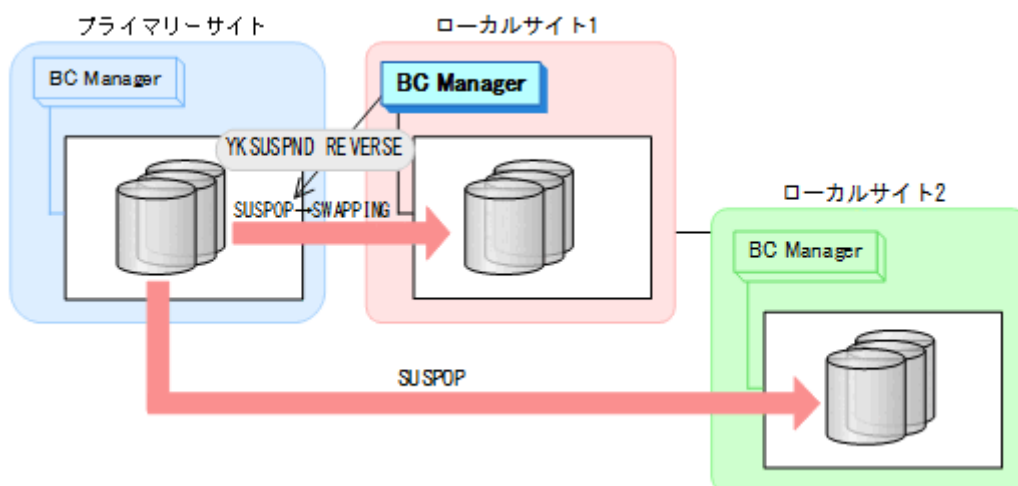 プライマリーサイト
ローカルサイト1
BC Manager
BC Manager
YKSUSPND REVERSE
SUSPOP→SWAPPING
ローカルサイト2
BC Manager
SUSPOP